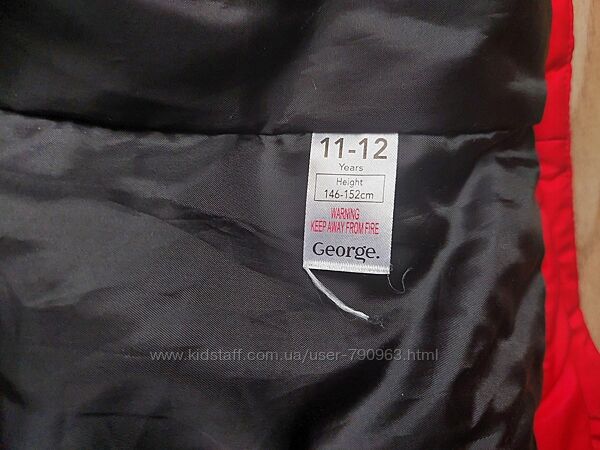 11-12
Years
Height
146-152cm
WARNING
KEEP AWAY FROM FIRE
George.
www.kidstaff.com.ua/user-790963.html